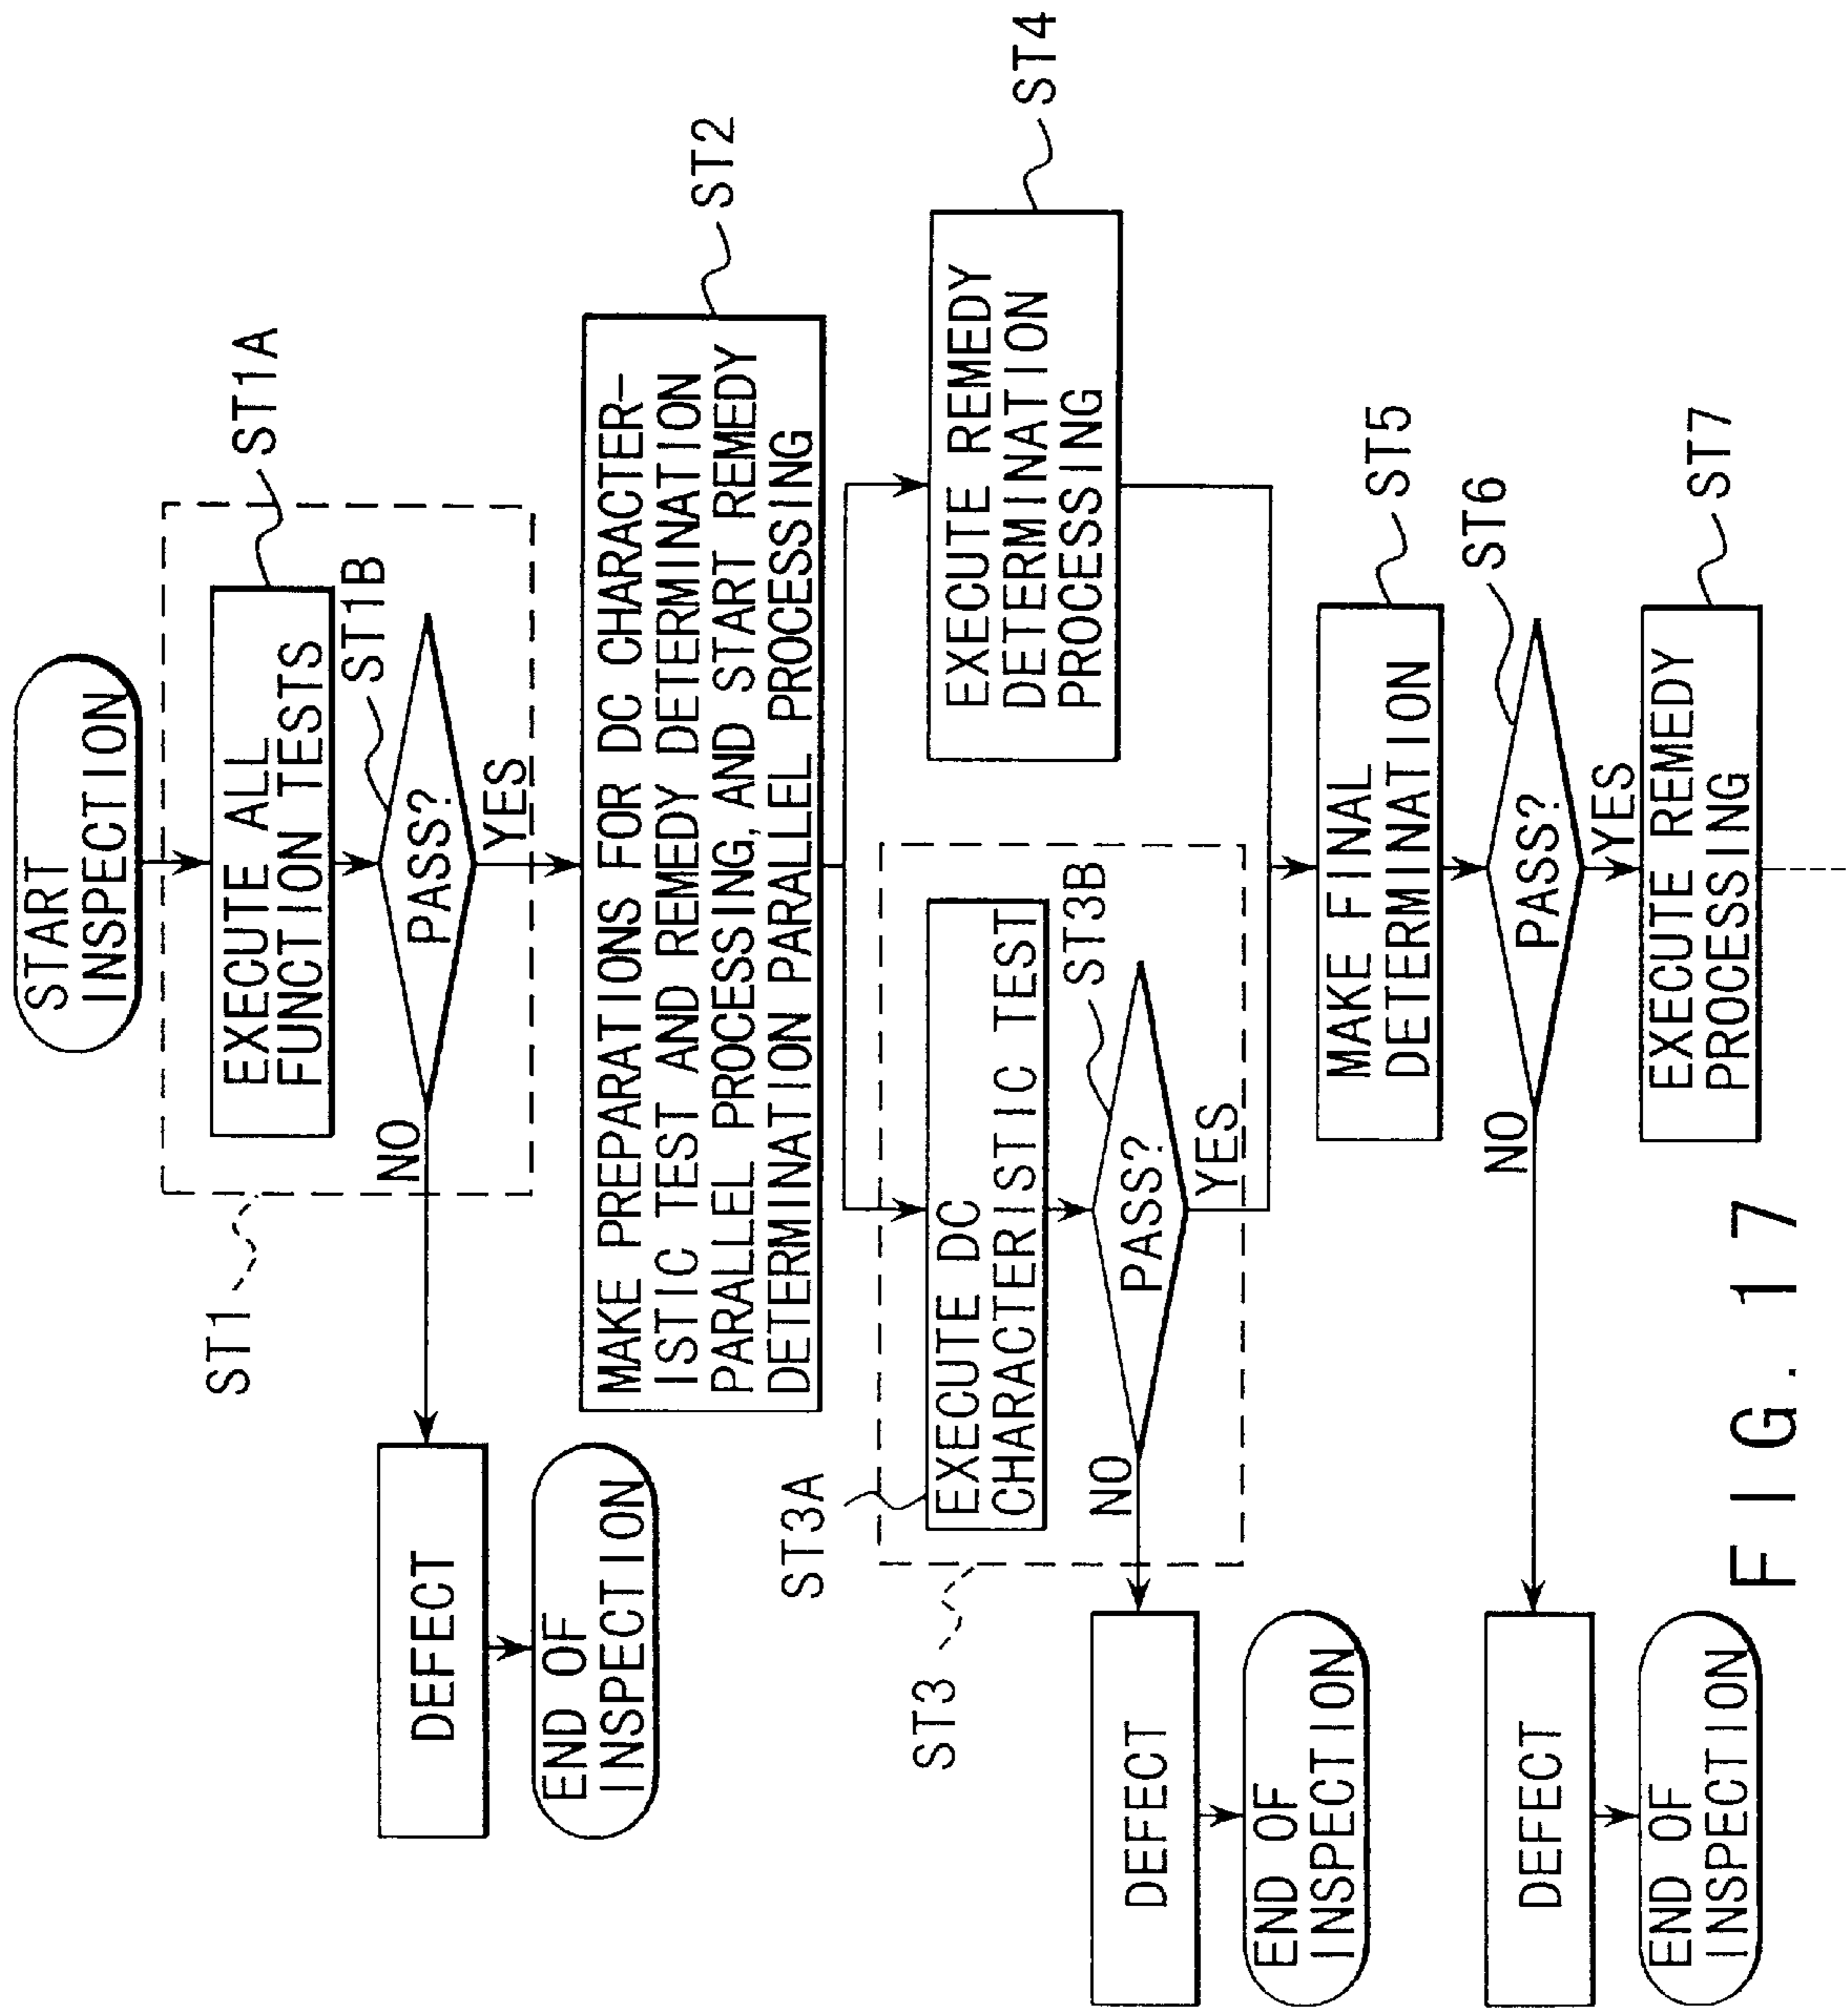 START
INSPECTION
EXECUTE ALL
FUNCTION TESTS
ST1A
ST1B
PASS?
YES
NO
ST1
DEFECT
END OF
INSPECTION
MAKE PREPARATIONS FOR DC CHARACTER-
ISTIC TEST AND REMEDY DETERMINATION
PARALLEL PROCESSING, AND START REMEDY
DETERMINATION PARALLEL PROCESSING
ST2
ST3A
EXECUTE DC
CHARACTERISTIC TEST
ST3B
PASS?
YES
NO
ST3
DEFECT
END OF
INSPECTION
EXECUTE REMEDY
DETERMINATION
PROCESSING
ST4
MAKE FINAL
DETERMINATION
ST5
ST6
PASS?
YES
NO
DEFECT
END OF
INSPECTION
EXECUTE REMEDY
PROCESSING
ST7
FIG. 17